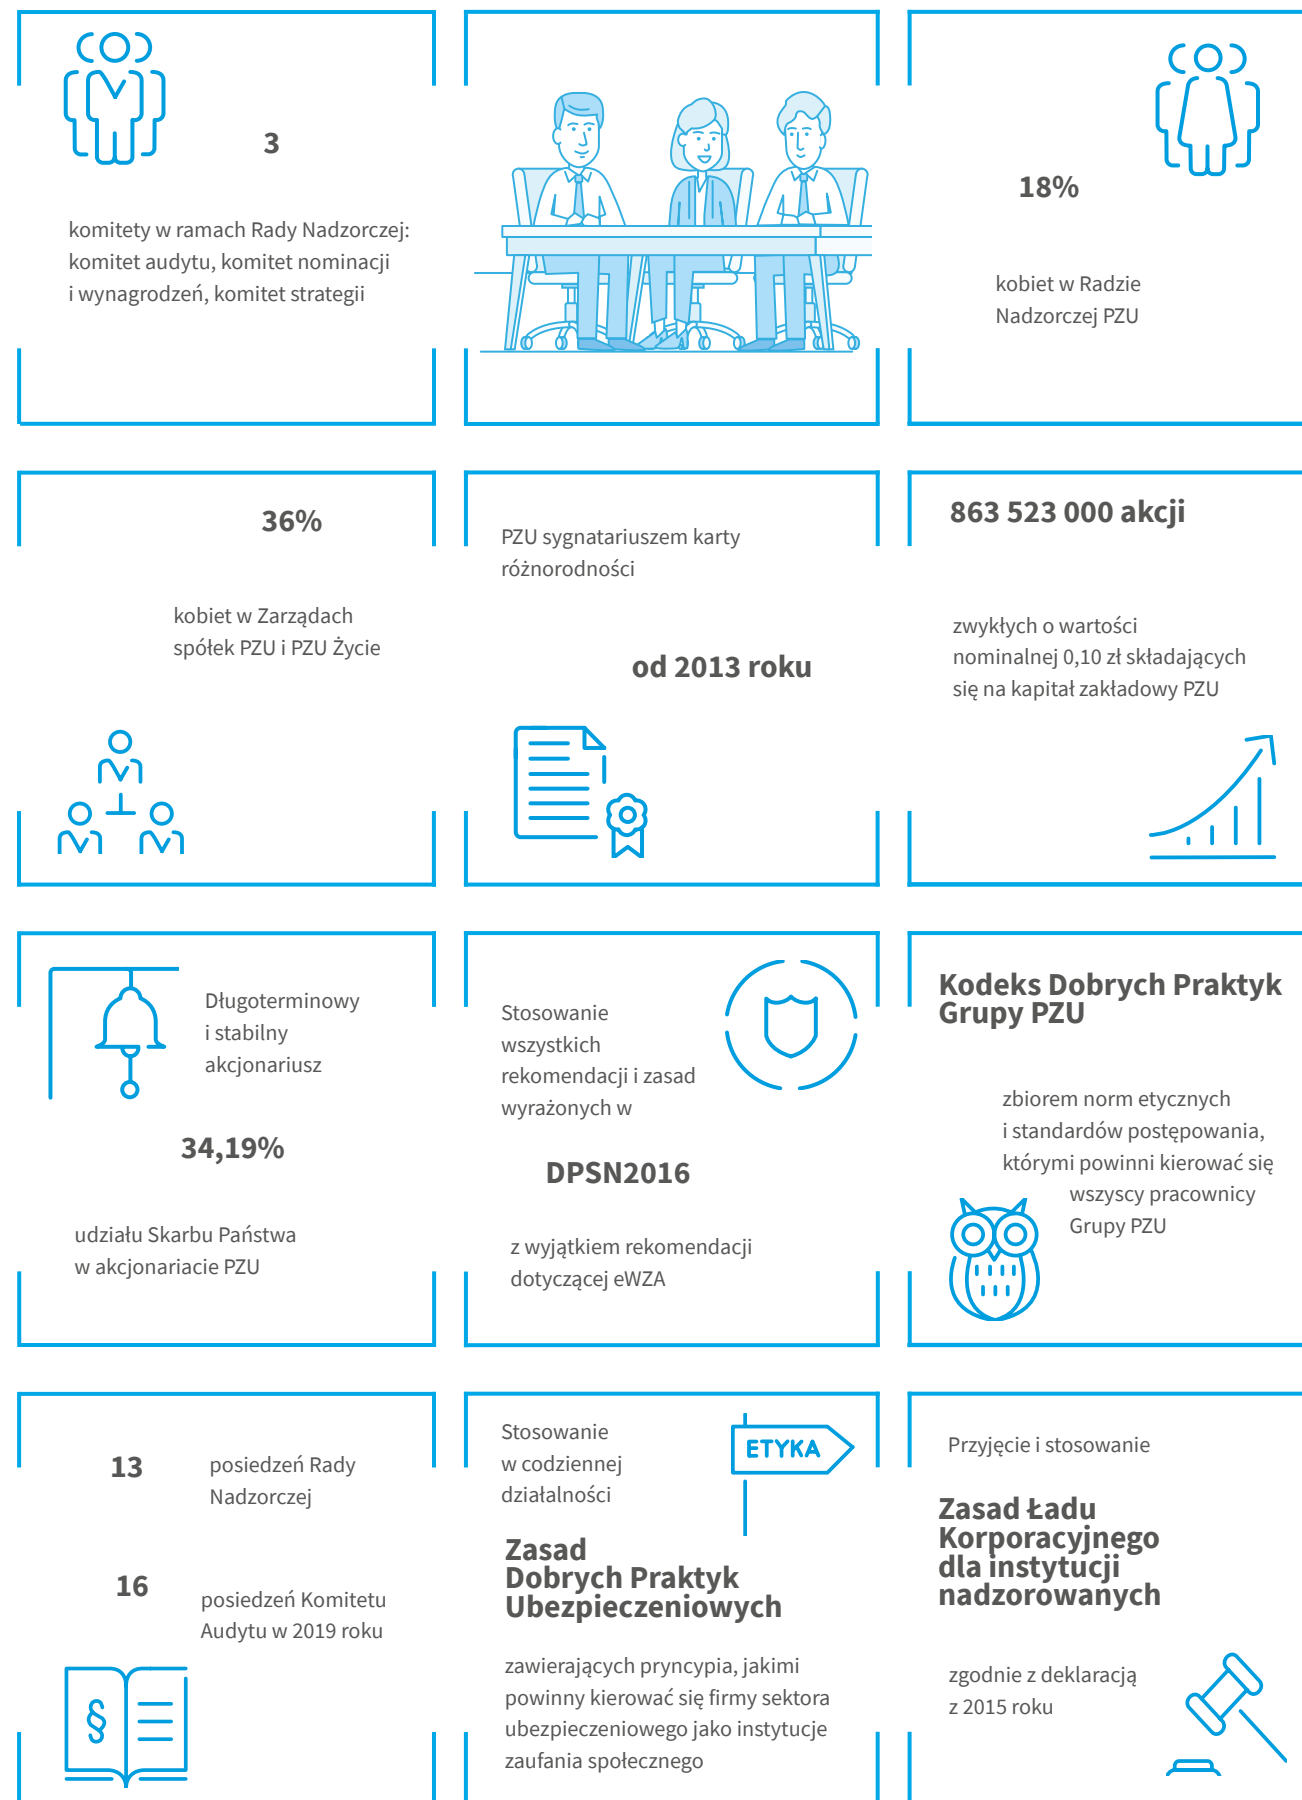 3
komitety w ramach Rady Nadzorczej:
komitet audytu, komitet nominacji
i wynagrodzeń, komitet strategii
18%
kobiet w Radzie
Nadzorczej PZU
36%
kobiet w Zarządach
spółek PZU i PZU Życie
PZU sygnatariuszem karty
różnorodności
od 2013 roku
863 523 000 akcji
zwykłych o wartości
nominalnej 0,10 zł składających
się na kapitał zakładowy PZU
Długoterminowy
i stabilny
akcjonariusz
34,19%
udziału Skarbu Państwa
w akcjonariacie PZU
Stosowanie
wszystkich
rekomendacji i zasad
wyrażonych w
DPSN2016
z wyjątkiem rekomendacji
dotyczącej eWZA
Kodeks Dobrych Praktyk
Grupy PZU
zbiorem norm etycznych
i standardów postępowania,
którymi powinni kierować się
wszyscy pracownicy
Grupy PZU
13
posiedzeń Rady
Nadzorczej
16
posiedzeń Komitetu
Audytu w 2019 roku
§
Stosowanie
w codziennej
działalności
ETYKA
Zasad
Dobrych Praktyk
Ubezpieczeniowych
zawierających pryncypia, jakimi
powinny kierować się firmy sektora
ubezpieczeniowego jako instytucje
zaufania społecznego
Przyjęcie i stosowanie
Zasad Ładu
Korporacyjnego
dla instytucji
nadzorowanych
zgodnie z deklaracją
z 2015 roku